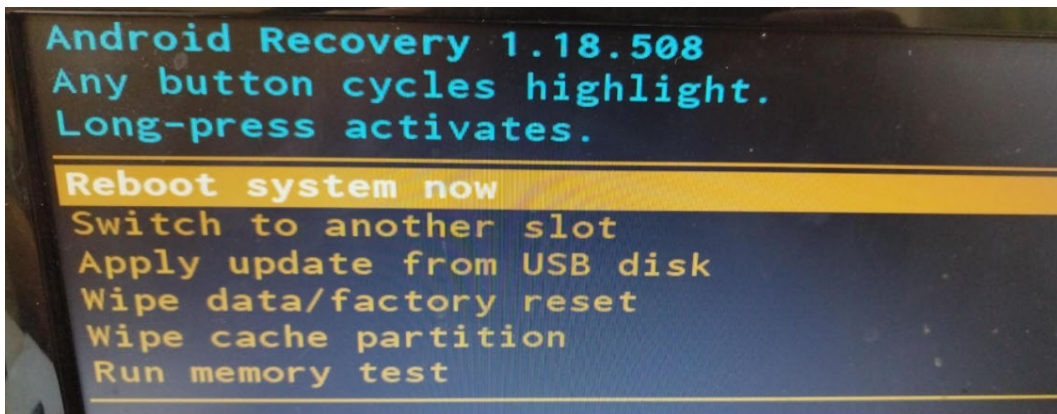 Android Recovery 1.18.508
Any button cycles highlight.
Long-press activates.
Reboot system now
Switch to another slot
Apply update from USB disk
Wipe data/factory reset
Wipe cache partition
Run memory test